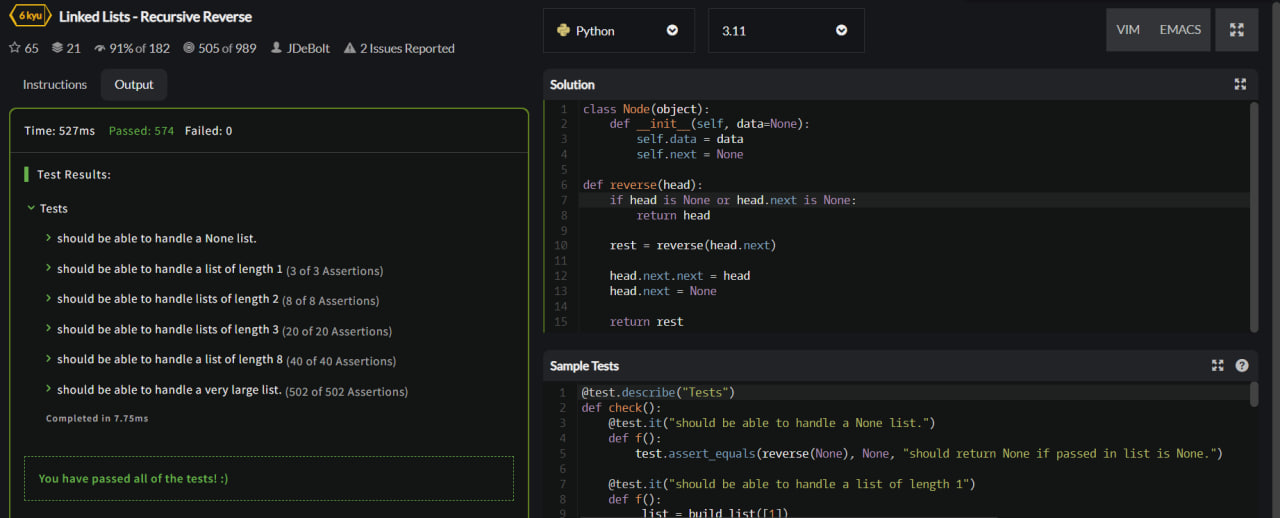 6 kyu Linked Lists - Recursive Reverse
65 21 91% of 182 505 of 989 JDeBolt 2 Issues Reported
Instructions Output
Time: 527ms Passed: 574 Failed: 0
Test Results:
Tests
should be able to handle a None list.
should be able to handle a list of length 1 (3 of 3 Assertions)
should be able to handle lists of length 2 (8 of 8 Assertions)
should be able to handle lists of length 3 (20 of 20 Assertions)
should be able to handle a list of length 8 (40 of 40 Assertions)
should be able to handle a very large list. (502 of 502 Assertions)
Completed in 7.75ms
You have passed all of the tests! :)
Python 3.11 VIM EMACS
Solution
1 class Node(object):
2     def __init__(self, data=None):
3         self.data = data
4         self.next = None
5
6 def reverse(head):
7     if head is None or head.next is None:
8         return head
9
10     rest = reverse(head.next)
11
12     head.next.next = head
13     head.next = None
14
15     return rest
Sample Tests ?
1 @test.describe("Tests")
2 def check():
3     @test.it("should be able to handle a None list.")
4     def f():
5         test.assert_equals(reverse(None), None, "should return None if passed in list is None.")
6
7     @test.it("should be able to handle a list of length 1")
8     def f():
9         list = build_list([1])